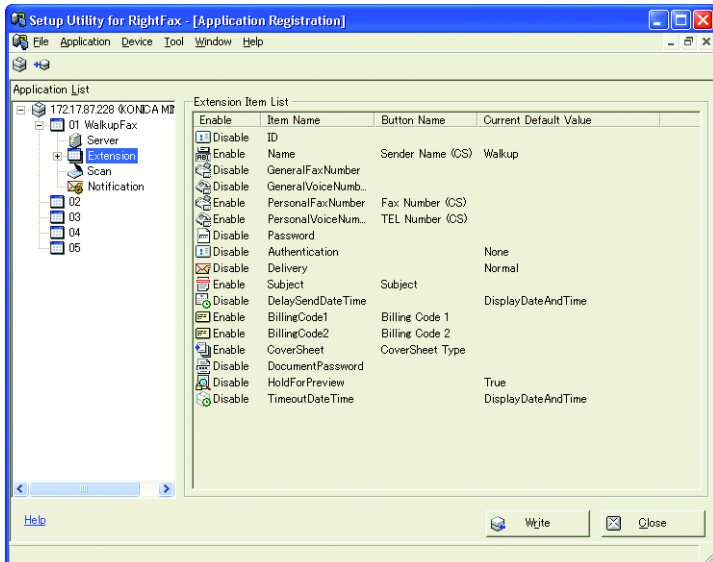 Setup Utility for RightFax - [Application Registration]
File Application Device Tool Window Help
Application List
172.17.87.228 (KONICA MI
01 WalkupFax
Server
Extension
Scan
Notification
02
03
04
05
Extension Item List
Enable Item Name Button Name Current Default Value
Disable ID
Enable Name Sender Name (CS) Walkup
Disable GeneralFaxNumber
Disable GeneralVoiceNumb...
Enable PersonalFaxNumber Fax Number (CS)
Enable PersonalVoiceNum... TEL Number (CS)
Disable Password
Disable Authentication None
Disable Delivery Normal
Enable Subject Subject
Disable DelaySendDateTime DisplayDateAndTime
Enable BillingCode1 Billing Code 1
Enable BillingCode2 Billing Code 2
Enable CoverSheet CoverSheet Type
Disable DocumentPassword
Disable HoldForPreview True
Disable TimeoutDateTime DisplayDateAndTime
Help
Write Close